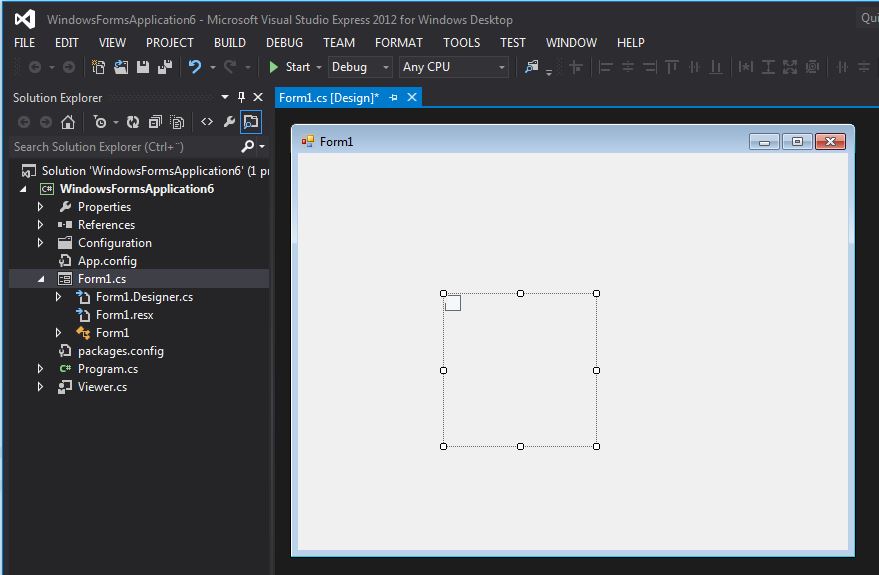 WindowsFormsApplication6 - Microsoft Visual Studio Express 2012 for Windows Desktop
FILE EDIT VIEW PROJECT BUILD DEBUG TEAM FORMAT TOOLS TEST WINDOW HELP
Start Debug Any CPU
Solution Explorer
Form1.cs [Design]*
Search Solution Explorer (Ctrl+¨)
Form1
Solution 'WindowsFormsApplication6' (1 p
C# WindowsFormsApplication6
Properties
References
Configuration
App.config
Form1.cs
Form1.Designer.cs
Form1.resx
Form1
packages.config
C# Program.cs
Viewer.cs